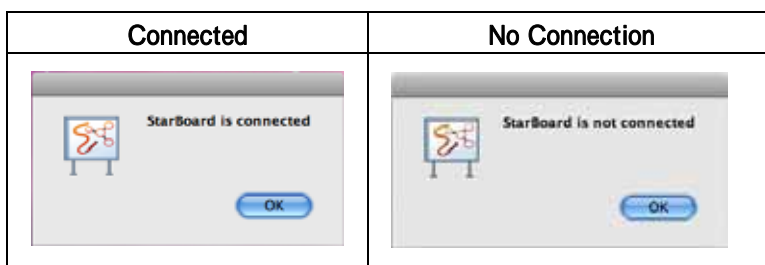 Connected
No Connection
StarBoard is connected
StarBoard is not connected
OK
OK